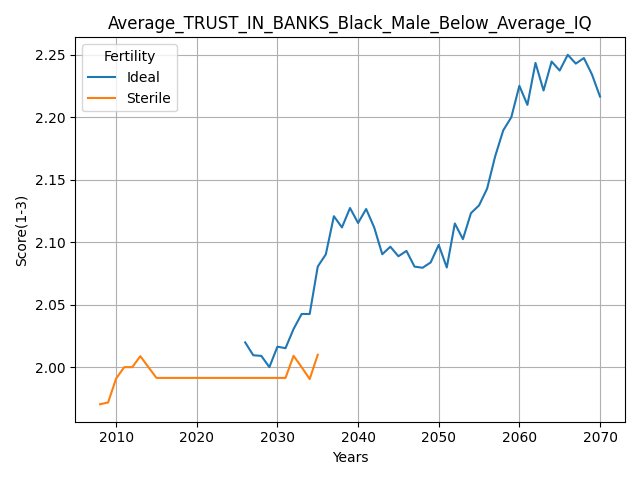 Average_TRUST_IN_BANKS_Black_Male_Below_Average_IQ
Fertility
Ideal
Sterile
Score(1-3)
2.25
2.20
2.15
2.10
2.05
2.00
2010 2020 2030 2040 2050 2060 2070
Years